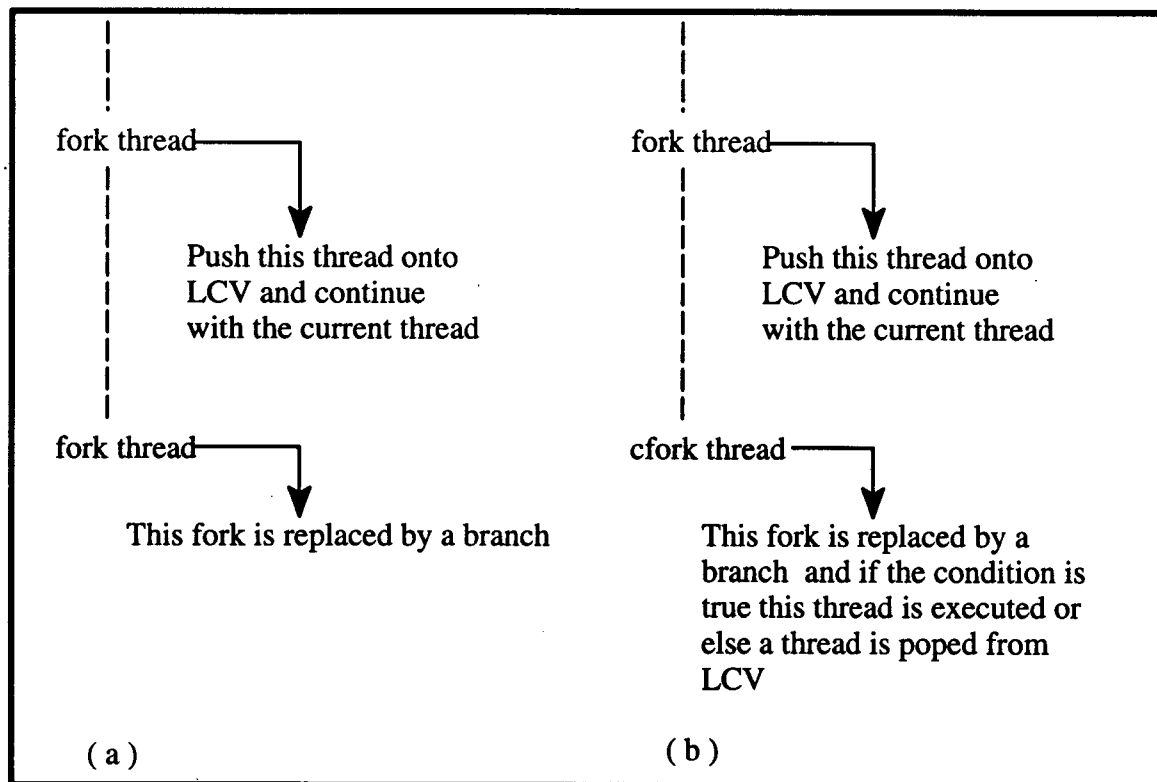 fork thread
Push this thread onto
LCV and continue
with the current thread
fork thread
This fork is replaced by a branch
( a )
fork thread
Push this thread onto
LCV and continue
with the current thread
cfork thread
This fork is replaced by a
branch and if the condition is
true this thread is executed or
else a thread is poped from
LCV
( b )